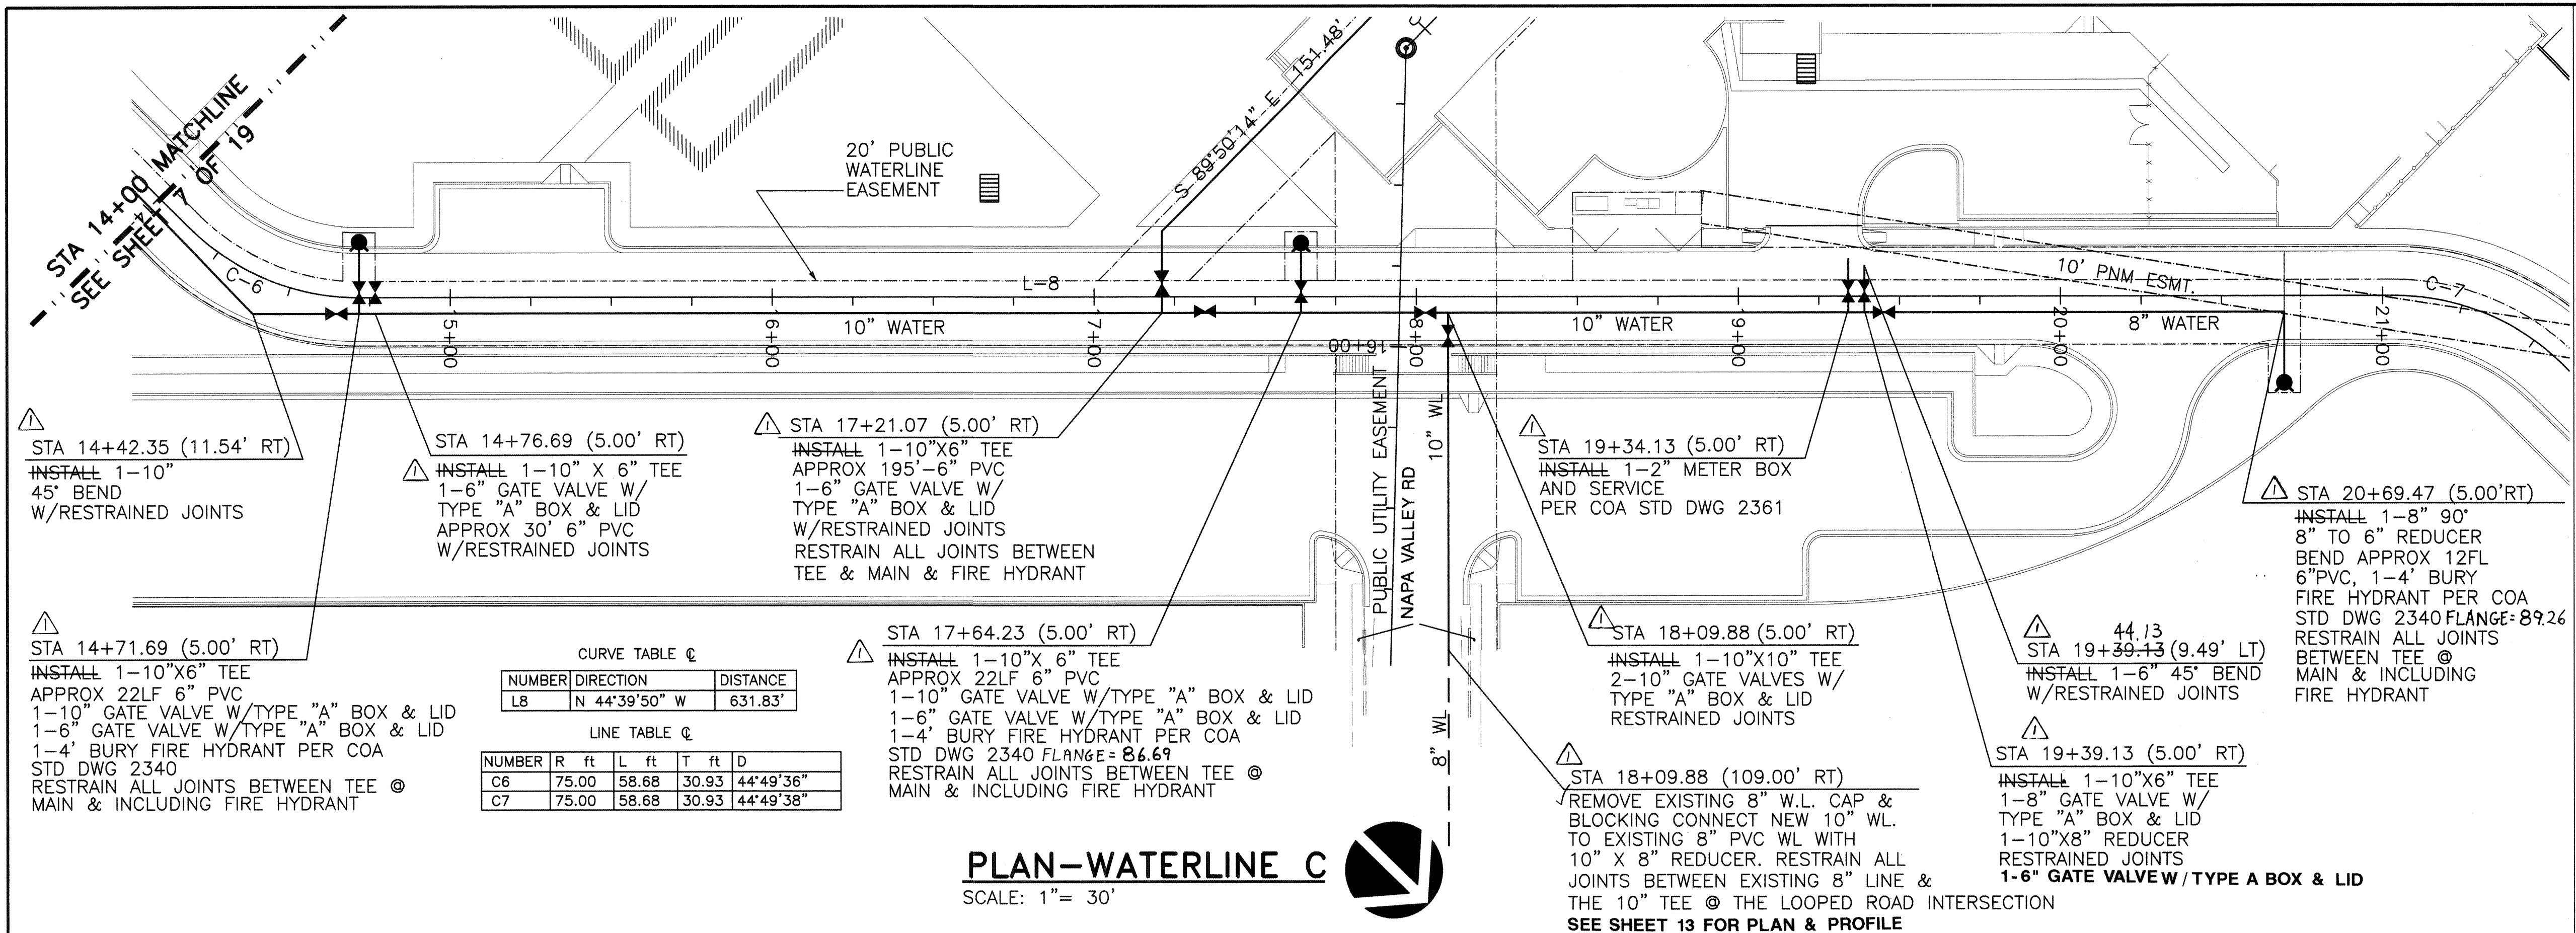 STA 14+00 MATCHLINE
SEE SHEET 7 OF 19
C-6
20' PUBLIC
WATERLINE
EASEMENT
S 89°50'14" E 151.48'
L=8
10' PNM ESMT.
C-7
15+00
16+00
10" WATER
17+00
16+00
18+00
10" WATER
19+00
20+00
8" WATER
21+00
PUBLIC UTILITY EASEMENT
NAPA VALLEY RD
10" WL
8" WL
1
STA 14+42.35 (11.54' RT)
INSTALL 1-10"
45° BEND
W/RESTRAINED JOINTS
STA 14+76.69 (5.00' RT)
1
INSTALL 1-10" X 6" TEE
1-6" GATE VALVE W/
TYPE "A" BOX & LID
APPROX 30' 6" PVC
W/RESTRAINED JOINTS
1
STA 17+21.07 (5.00' RT)
INSTALL 1-10"X6" TEE
APPROX 195'-6" PVC
1-6" GATE VALVE W/
TYPE "A" BOX & LID
W/RESTRAINED JOINTS
RESTRAIN ALL JOINTS BETWEEN
TEE & MAIN & FIRE HYDRANT
1
STA 19+34.13 (5.00' RT)
INSTALL 1-2" METER BOX
AND SERVICE
PER COA STD DWG 2361
1
STA 20+69.47 (5.00'RT)
INSTALL 1-8" 90°
8" TO 6" REDUCER
BEND APPROX 12FL
6"PVC, 1-4' BURY
FIRE HYDRANT PER COA
STD DWG 2340 FLANGE=89.26
RESTRAIN ALL JOINTS
BETWEEN TEE @
MAIN & INCLUDING
FIRE HYDRANT
1
STA 14+71.69 (5.00' RT)
INSTALL 1-10"X6" TEE
APPROX 22LF 6" PVC
1-10" GATE VALVE W/TYPE "A" BOX & LID
1-6" GATE VALVE W/TYPE "A" BOX & LID
1-4' BURY FIRE HYDRANT PER COA
STD DWG 2340
RESTRAIN ALL JOINTS BETWEEN TEE @
MAIN & INCLUDING FIRE HYDRANT
CURVE TABLE ℄
NUMBER DIRECTION DISTANCE
L8 N 44°39'50" W 631.83'
LINE TABLE ℄
NUMBER R ft L ft T ft D
C6 75.00 58.68 30.93 44°49'36"
C7 75.00 58.68 30.93 44°49'38"
STA 17+64.23 (5.00' RT)
1
INSTALL 1-10"X 6" TEE
APPROX 22LF 6" PVC
1-10" GATE VALVE W/TYPE "A" BOX & LID
1-6" GATE VALVE W/TYPE "A" BOX & LID
1-4' BURY FIRE HYDRANT PER COA
STD DWG 2340 FLANGE=86.69
RESTRAIN ALL JOINTS BETWEEN TEE @
MAIN & INCLUDING FIRE HYDRANT
1
STA 18+09.88 (5.00' RT)
INSTALL 1-10"X10" TEE
2-10" GATE VALVES W/
TYPE "A" BOX & LID
RESTRAINED JOINTS
1
STA 18+09.88 (109.00' RT)
REMOVE EXISTING 8" W.L. CAP &
BLOCKING CONNECT NEW 10" WL.
TO EXISTING 8" PVC WL WITH
10" X 8" REDUCER. RESTRAIN ALL
JOINTS BETWEEN EXISTING 8" LINE &
THE 10" TEE @ THE LOOPED ROAD INTERSECTION
SEE SHEET 13 FOR PLAN & PROFILE
1
44.13
STA 19+39.13 (9.49' LT)
INSTALL 1-6" 45° BEND
W/RESTRAINED JOINTS
1
STA 19+39.13 (5.00' RT)
INSTALL 1-10"X6" TEE
1-8" GATE VALVE W/
TYPE "A" BOX & LID
1-10"X8" REDUCER
RESTRAINED JOINTS
1-6" GATE VALVE W/TYPE A BOX & LID
PLAN-WATERLINE C
SCALE: 1"= 30'